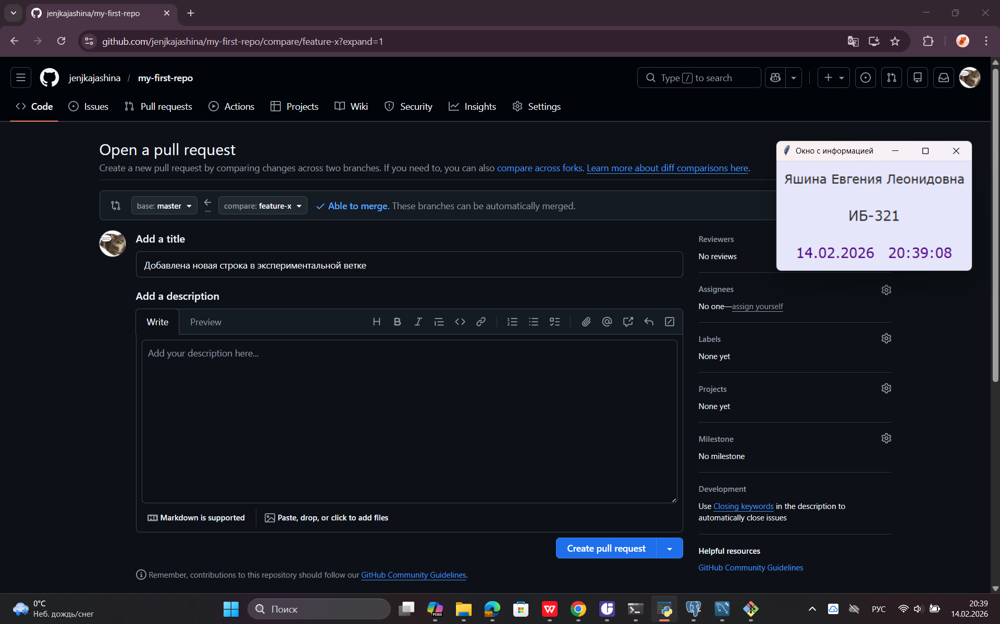 jenjkajashina/my-first-repo
github.com/jenjkajashina/my-first-repo/compare/feature-x?expand=1
jenjkajashina / my-first-repo
Type / to search
Code
Issues
Pull requests
Actions
Projects
Wiki
Security
Insights
Settings
Open a pull request
Create a new pull request by comparing changes across two branches. If you need to, you can also compare across forks. Learn more about diff comparisons here.
base: master
compare: feature-x
Able to merge. These branches can be automatically merged.
Окно с информацией
Яшина Евгения Леонидовна
ИБ-321
14.02.2026 20:39:08
Add a title
Добавлена новая строка в экспериментальной ветке
Add a description
Write
Preview
Add your description here...
Markdown is supported
Paste, drop, or click to add files
Create pull request
Remember, contributions to this repository should follow our GitHub Community Guidelines.
Reviewers
No reviews
Assignees
No one—assign yourself
Labels
None yet
Projects
None yet
Milestone
No milestone
Development
Use Closing keywords in the description to
automatically close issues
Helpful resources
GitHub Community Guidelines
0°C
Неб. дождь/снег
Поиск
M365
РУС
20:39
14.02.2026